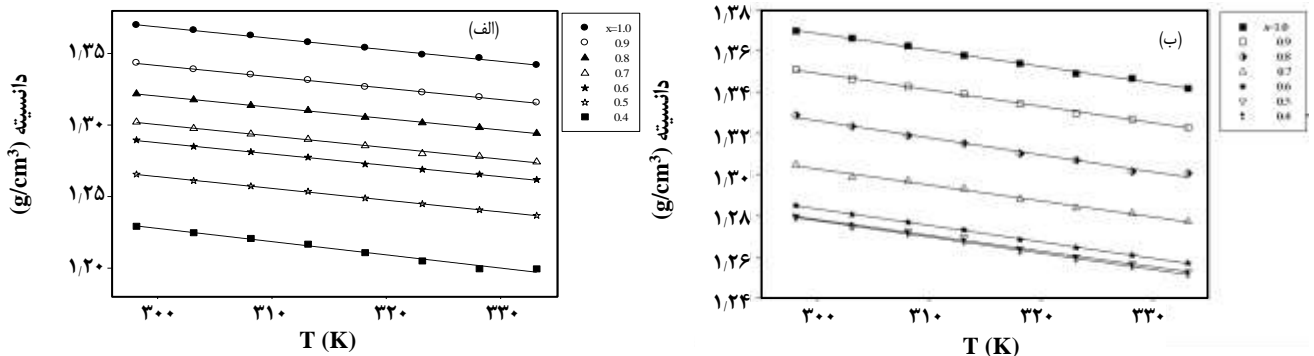 (الف)
دانسیته (g/cm³)
۱/۳۵
۱/۳۰
۱/۲۵
۱/۲۰
۳۰۰ ۳۱۰ ۳۲۰ ۳۳۰
T (K)
x=1.0
0.9
0.8
0.7
0.6
0.5
0.4
(ب)
دانسیته (g/cm³)
۱/۳۸
۱/۳۶
۱/۳۴
۱/۳۲
۱/۳۰
۱/۲۸
۱/۲۶
۱/۲۴
۳۰۰ ۳۱۰ ۳۲۰ ۳۳۰
T (K)
x=1.0
0.9
0.8
0.7
0.6
0.5
0.4